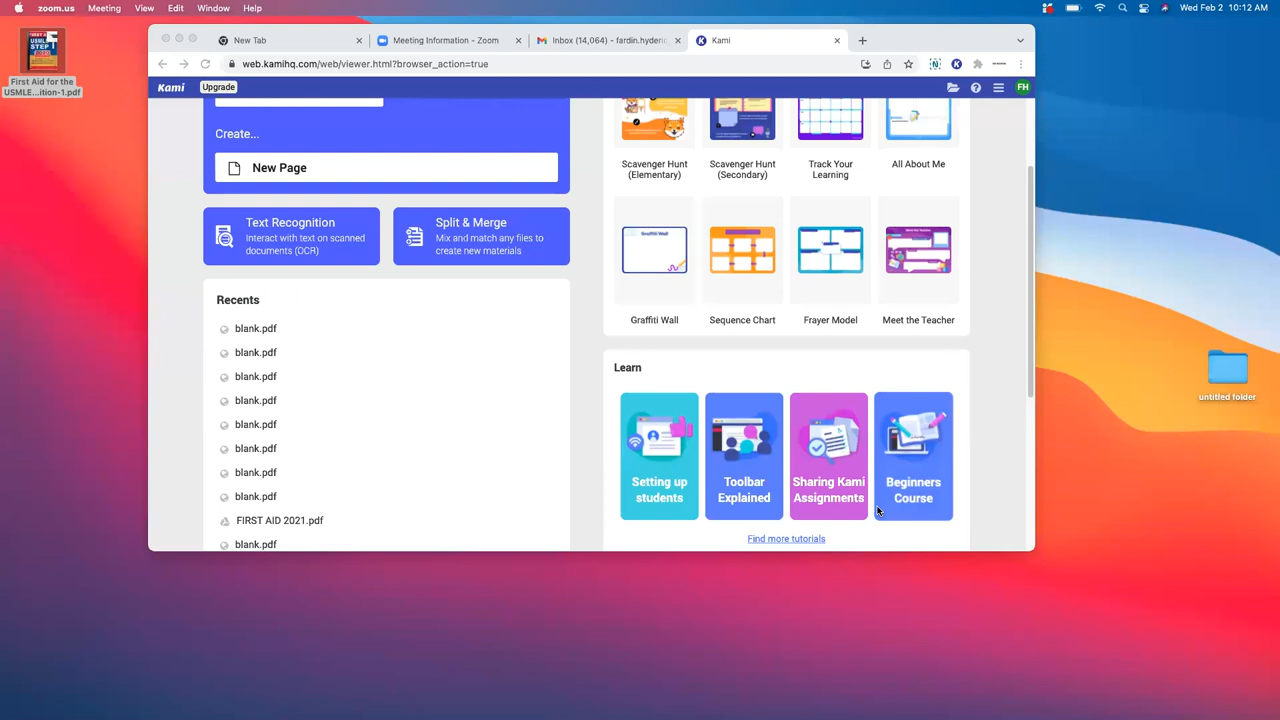 zoom.us Meeting View Edit Window Help
Wed Feb 2 10:12 AM
First Aid for the
USMLE...ition-1.pdf
New Tab
Meeting Information - Zoom
Inbox (14,064) - fardin.hyderi
Kami
web.kamihq.com/web/viewer.html?browser_action=true
Kami Upgrade
FH
Create...
New Page
Text Recognition
Interact with text on scanned
documents (OCR)
Split & Merge
Mix and match any files to
create new materials
Recents
blank.pdf
blank.pdf
blank.pdf
blank.pdf
blank.pdf
blank.pdf
blank.pdf
blank.pdf
FIRST AID 2021.pdf
blank.pdf
Scavenger Hunt
(Elementary)
Scavenger Hunt
(Secondary)
Track Your
Learning
All About Me
Graffiti Wall
Graffiti Wall
Sequence Chart
Frayer Model
Meet the Teacher
Learn
Setting up
students
Toolbar
Explained
Sharing Kami
Assignments
Beginners
Course
Find more tutorials
untitled folder